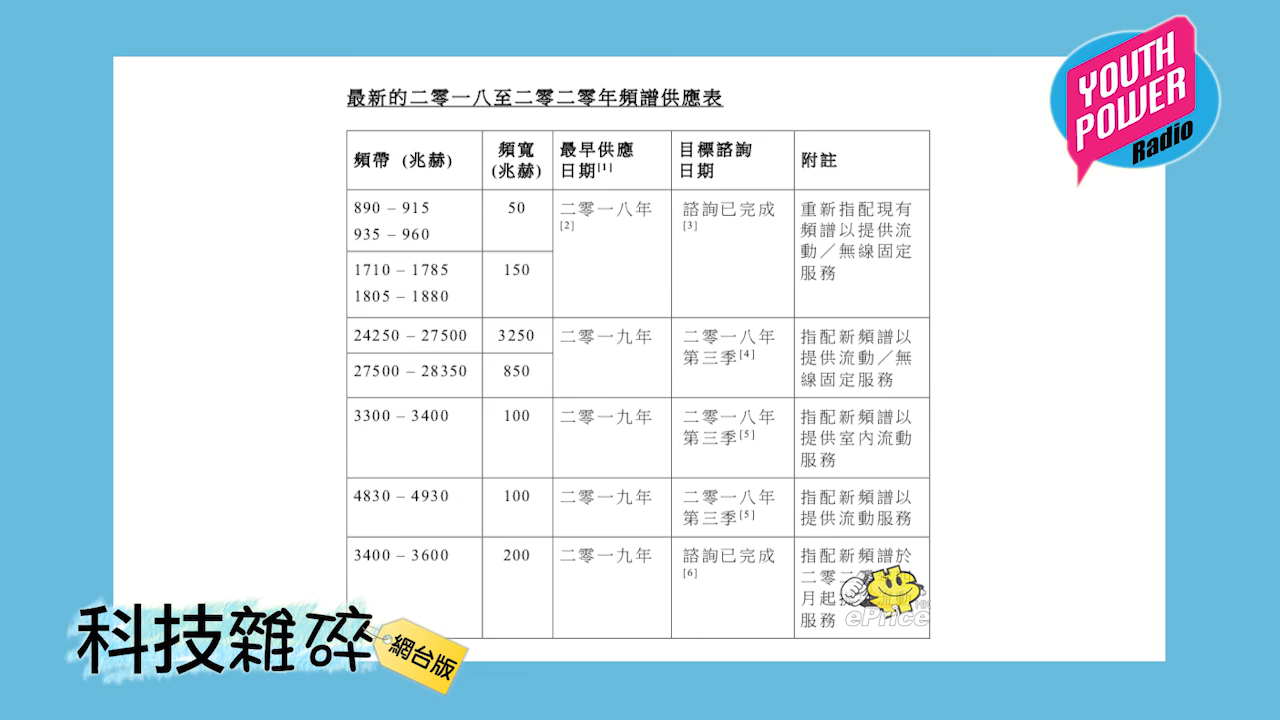 YOUTH
POWER
Radio
最新的二零一八至二零二零年頻譜供應表
頻帶 (兆赫)
頻寬
(兆赫)
最早供應
日期[1]
目標諮詢
日期
附註
890 – 915
935 – 960
50
二零一八年
[2]
諮詢已完成
[3]
重新指配現有
頻譜以提供流
動／無線固定
服務
1710 – 1785
1805 – 1880
150
24250 – 27500
3250
二零一九年
二零一八年
第三季[4]
指配新頻譜以
提供流動／無
線固定服務
27500 – 28350
850
3300 – 3400
100
二零一九年
二零一八年
第三季[5]
指配新頻譜以
提供室內流動
服務
4830 – 4930
100
二零一九年
二零一八年
第三季[5]
指配新頻譜以
提供流動服務
3400 – 3600
200
二零一九年
諮詢已完成
[6]
指配新頻譜於
二零二
月起
服務
ePrice
HK
科技雜碎
網台版